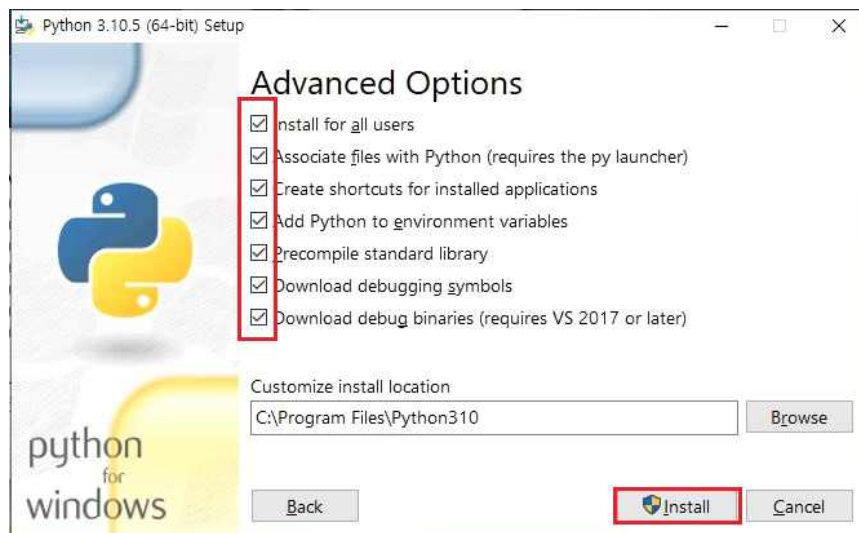 Python 3.10.5 (64-bit) Setup
Advanced Options
Install for all users
Associate files with Python (requires the py launcher)
Create shortcuts for installed applications
Add Python to environment variables
Precompile standard library
Download debugging symbols
Download debug binaries (requires VS 2017 or later)
Customize install location
C:\Program Files\Python310
Browse
python
for
windows
Back
Install
Cancel